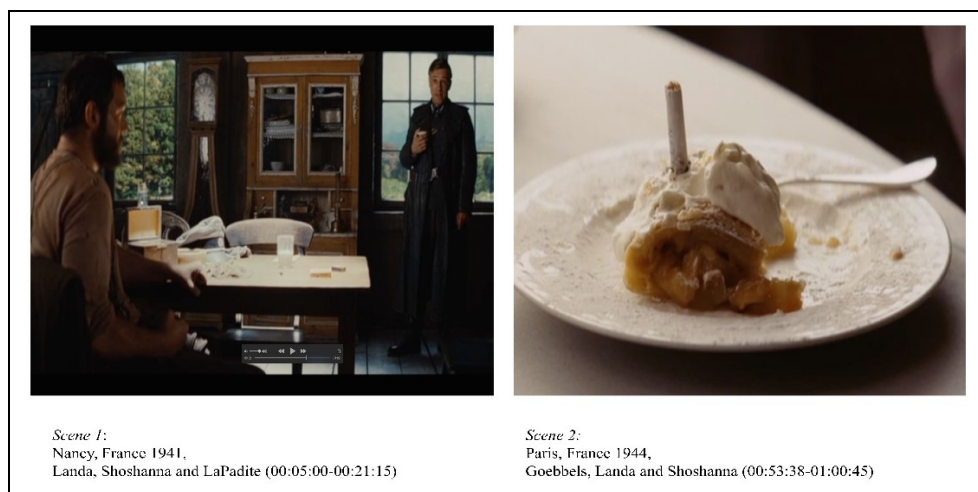 Scene 1:
Nancy, France 1941,
Landa, Shoshanna and LaPadite (00:05:00-00:21:15)
Scene 2:
Paris, France 1944,
Goebbels, Landa and Shoshanna (00:53:38-01:00:45)